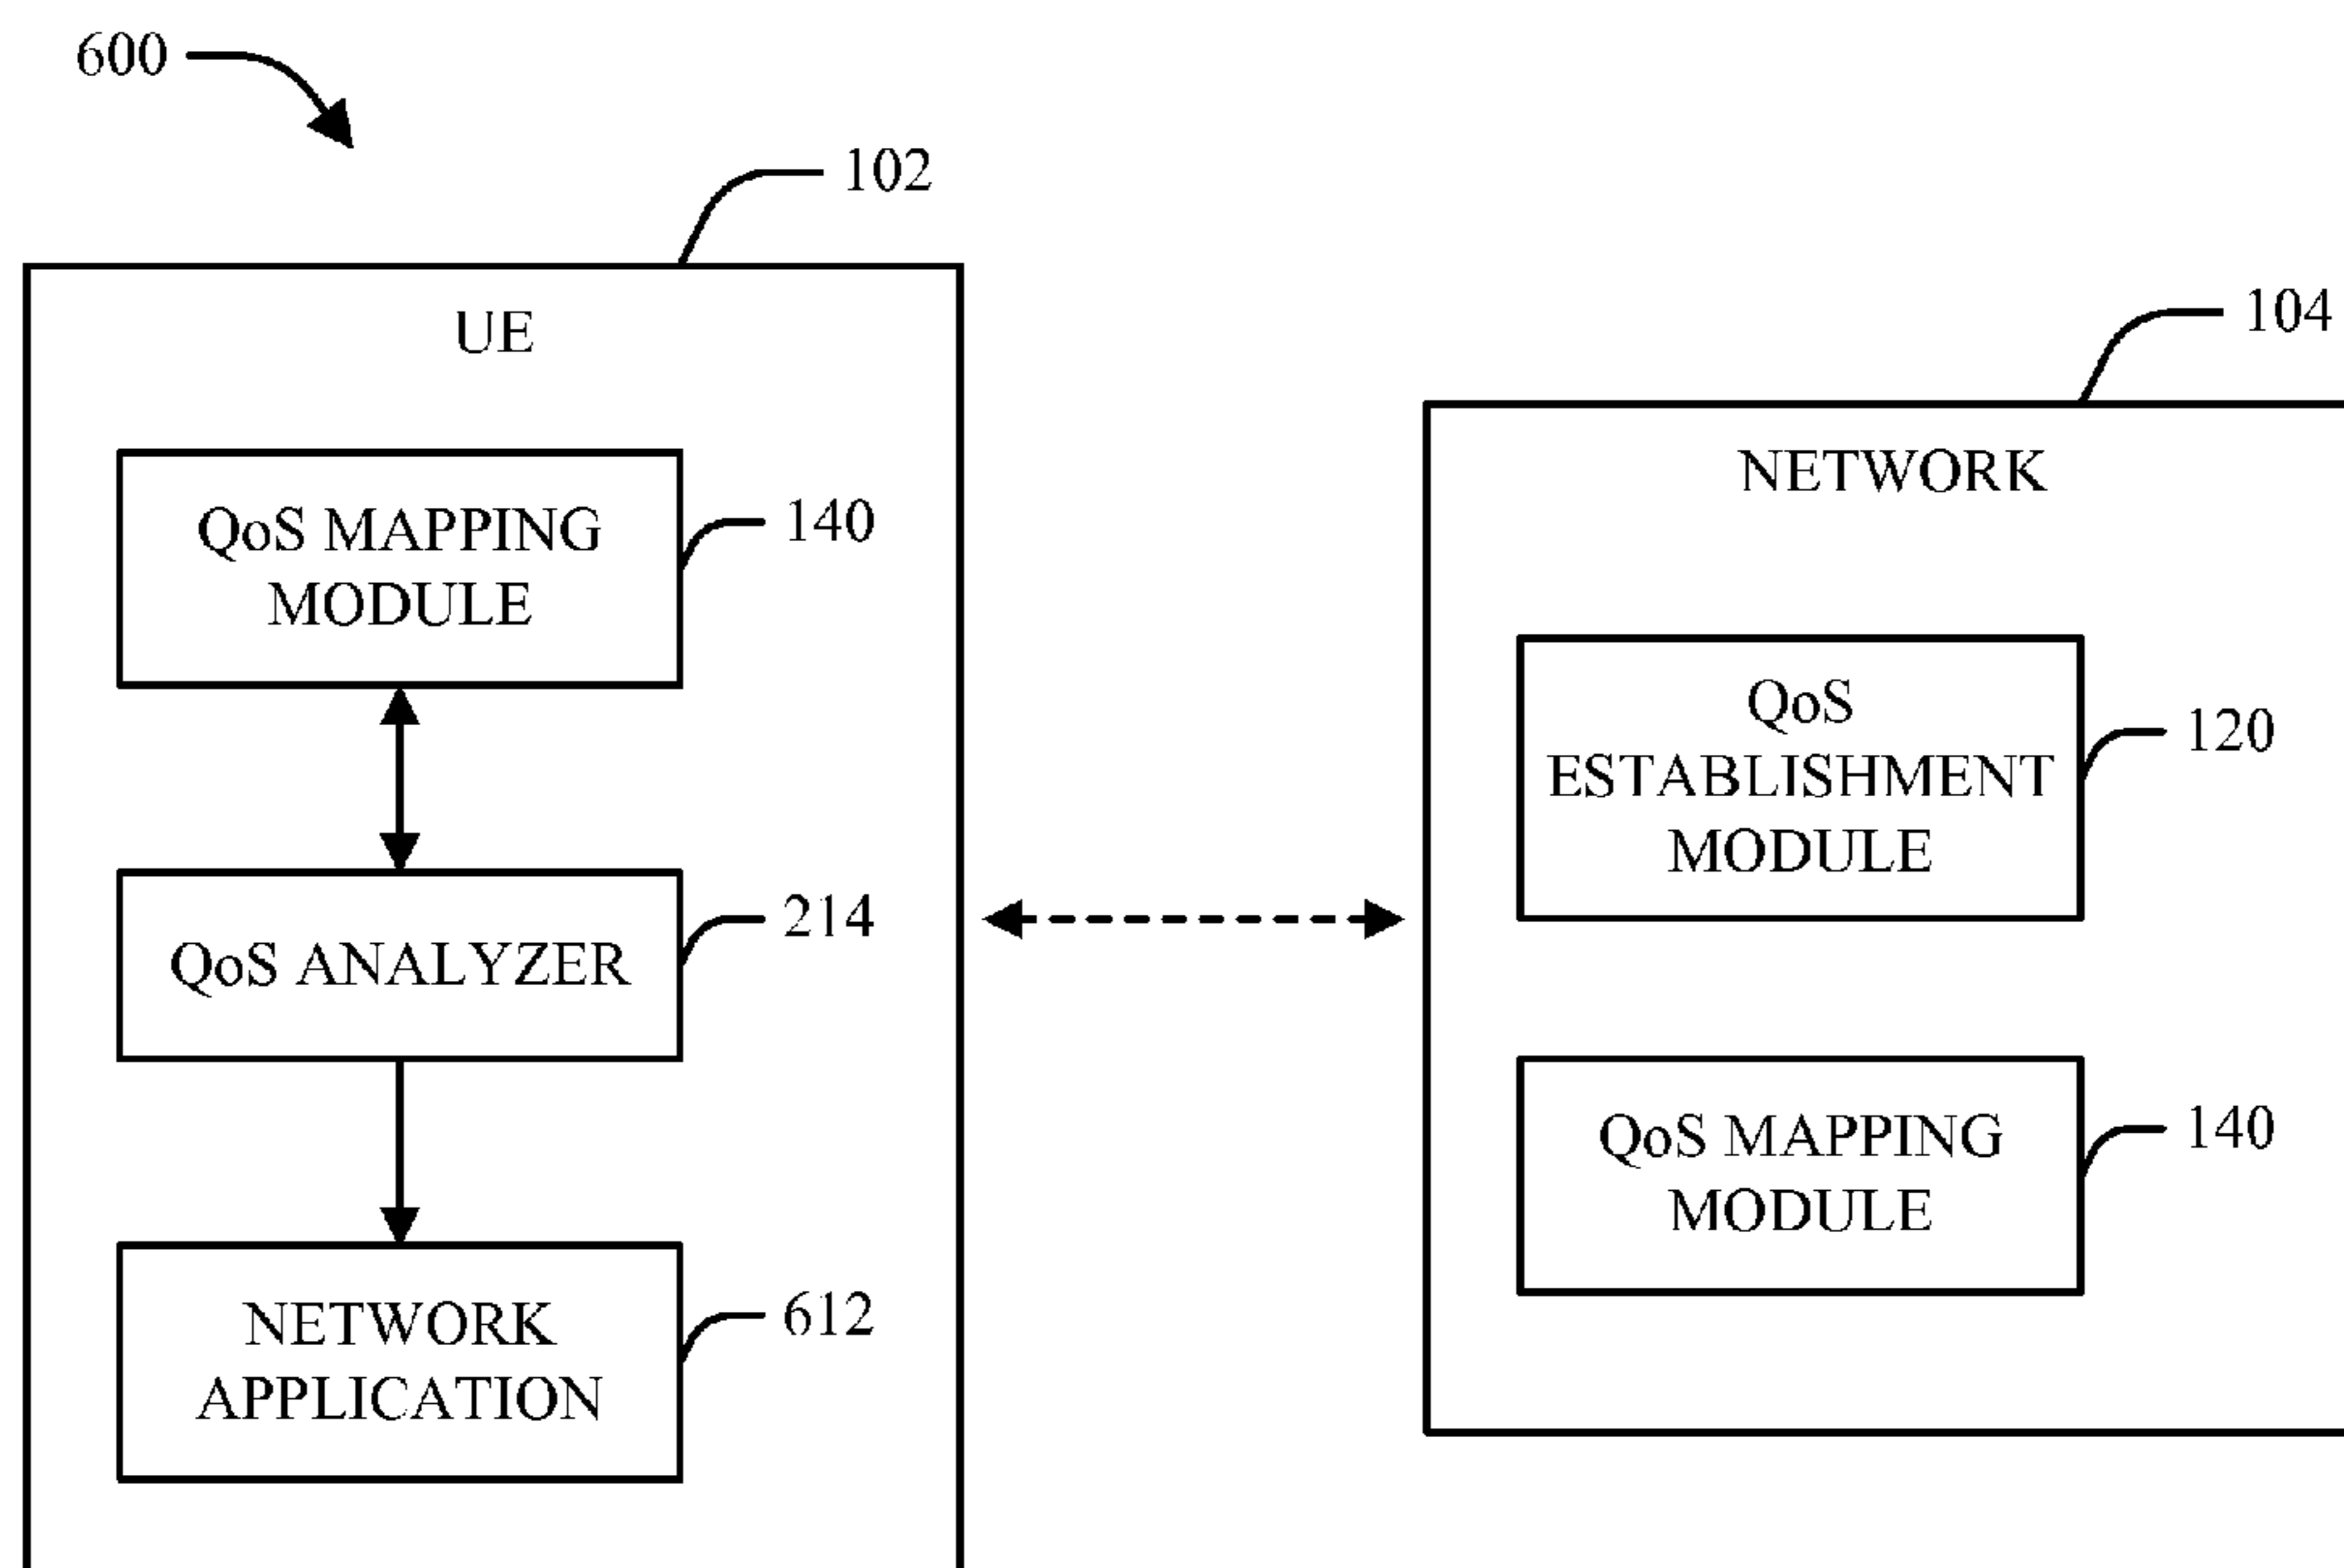 600
102
UE
104
NETWORK
QoS MAPPING
MODULE
140
QoS
ESTABLISHMENT
MODULE
120
QoS ANALYZER
214
QoS MAPPING
MODULE
140
NETWORK
APPLICATION
612